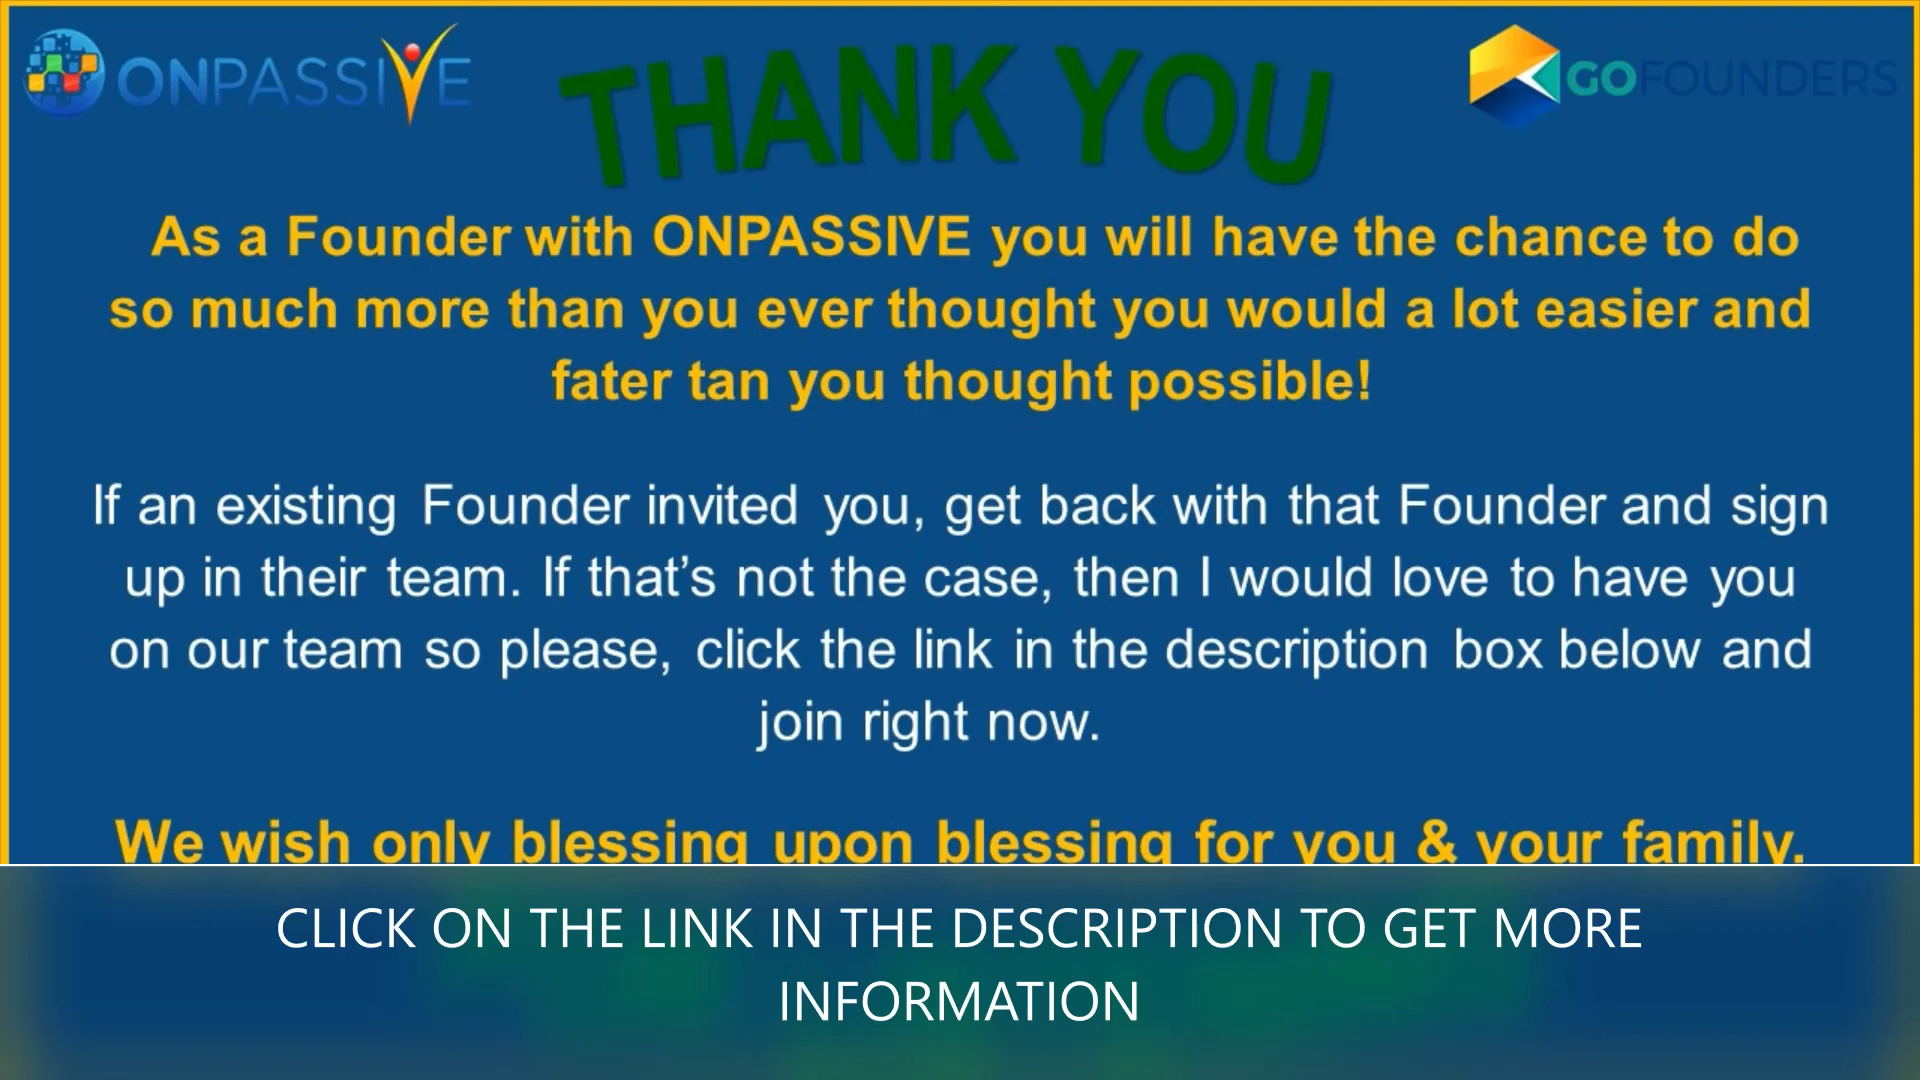 ONPASSIVE
THANK YOU
GOFOUNDERS
As a Founder with ONPASSIVE you will have the chance to do
so much more than you ever thought you would a lot easier and
fater tan you thought possible!
If an existing Founder invited you, get back with that Founder and sign
up in their team. If that’s not the case, then I would love to have you
on our team so please, click the link in the description box below and
join right now.
We wish only blessing upon blessing for you & your family.
CLICK ON THE LINK IN THE DESCRIPTION TO GET MORE
INFORMATION